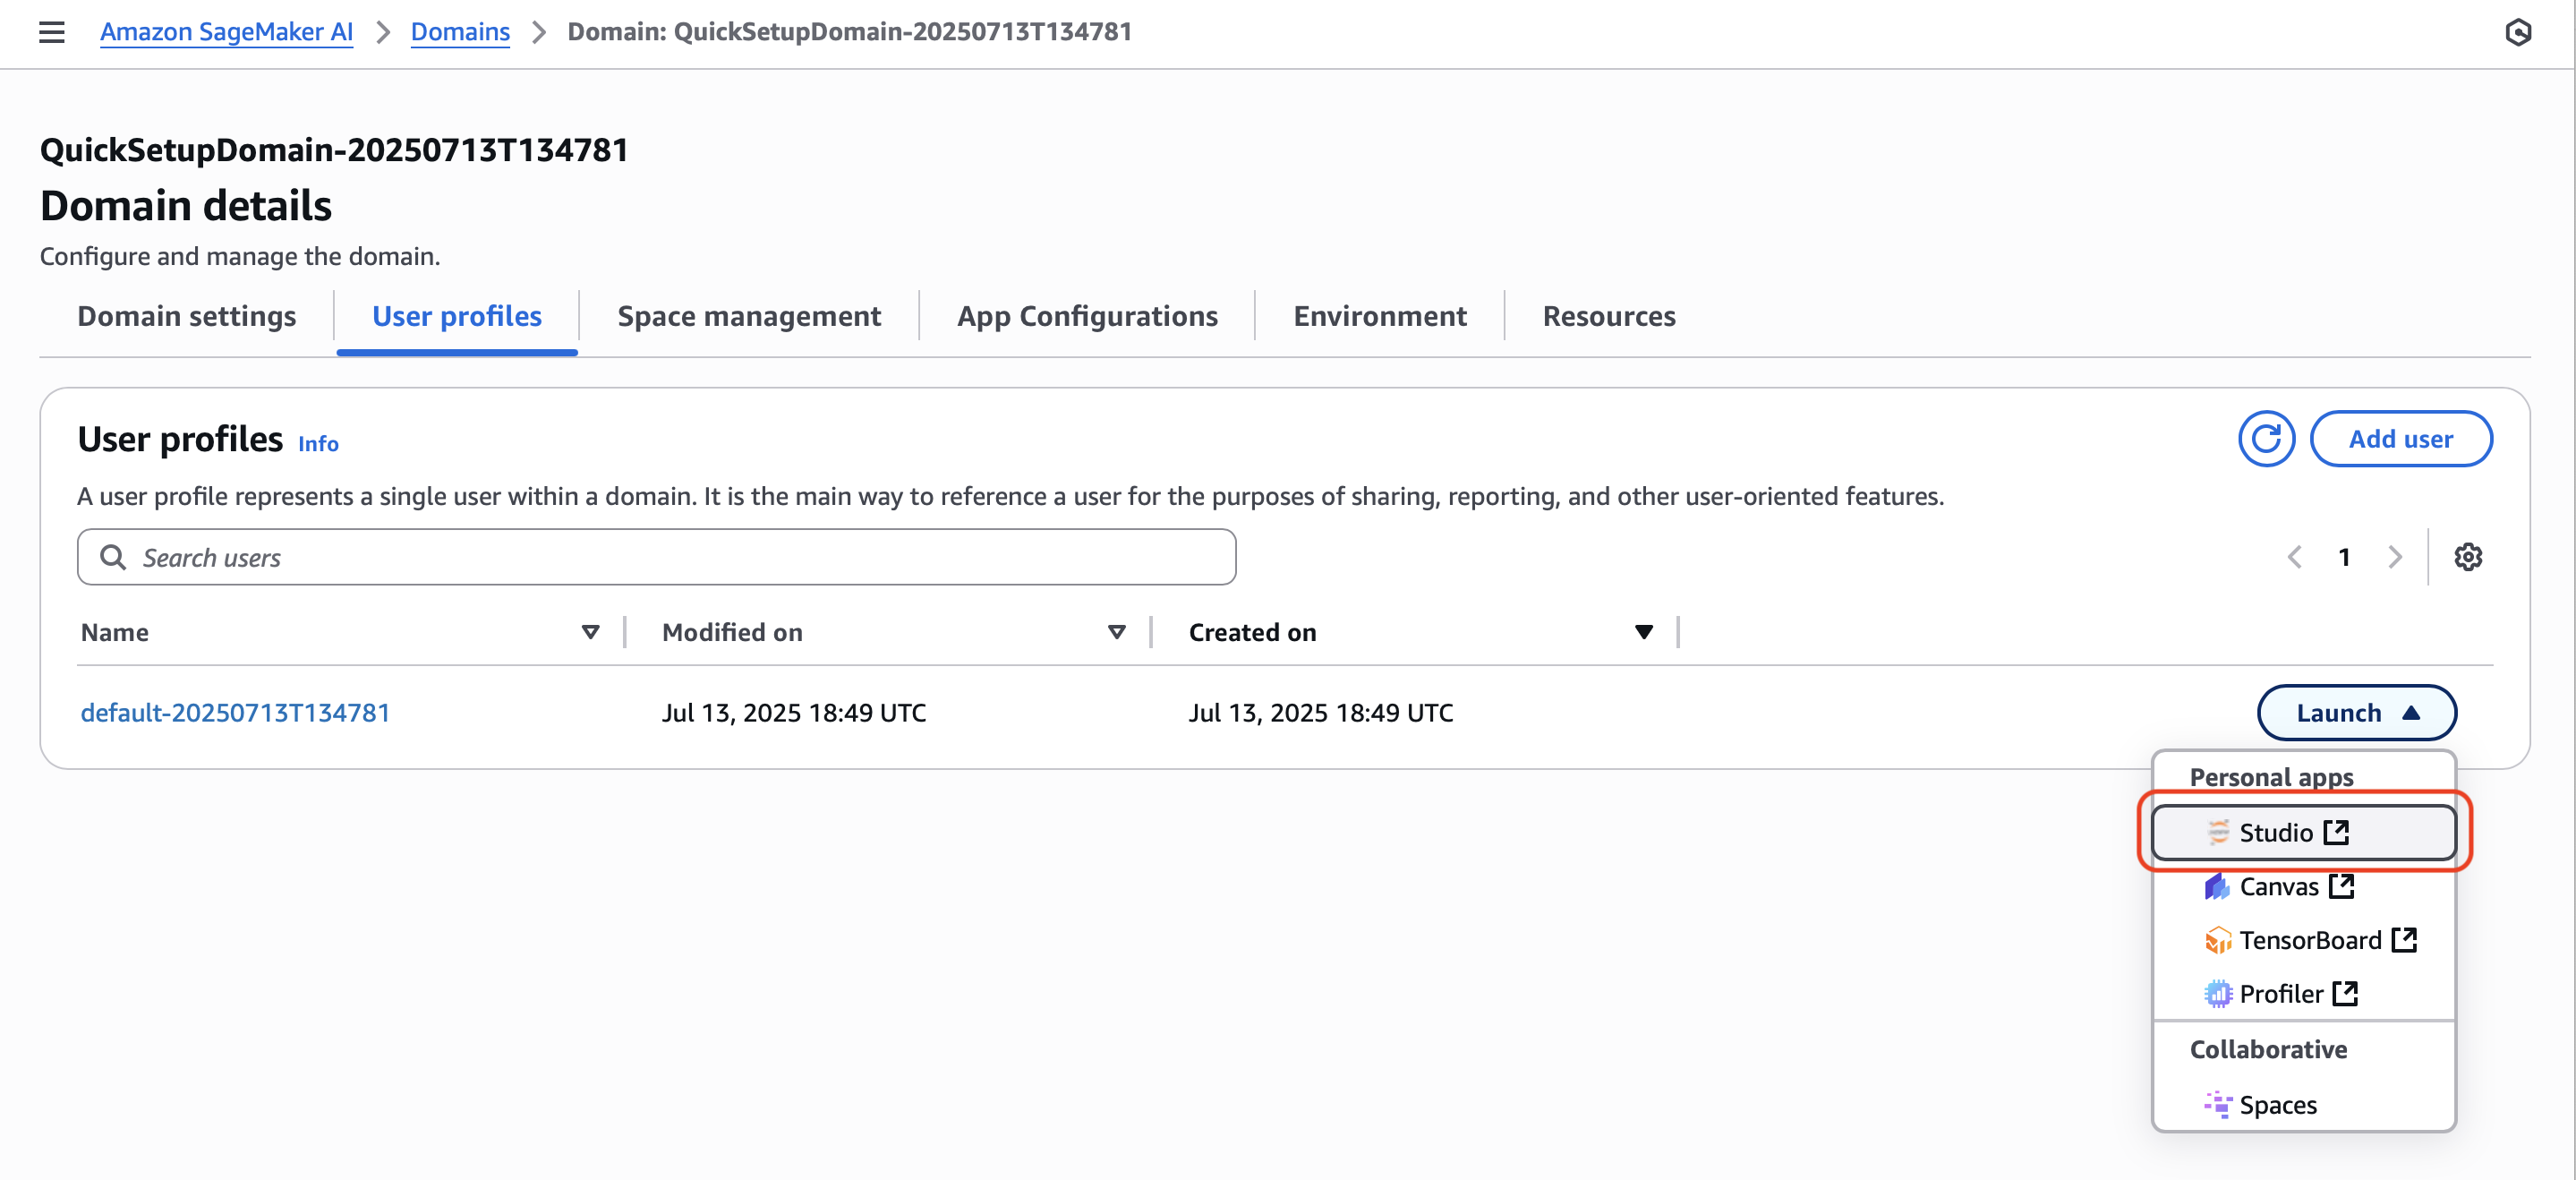 Amazon SageMaker AI > Domains > Domain: QuickSetupDomain-20250713T134781
QuickSetupDomain-20250713T134781
Domain details
Configure and manage the domain.
Domain settings User profiles Space management App Configurations Environment Resources
User profiles Info Add user
A user profile represents a single user within a domain. It is the main way to reference a user for the purposes of sharing, reporting, and other user-oriented features.
Search users 1
Name Modified on Created on
default-20250713T134781 Jul 13, 2025 18:49 UTC Jul 13, 2025 18:49 UTC Launch
Personal apps
Studio
Canvas
TensorBoard
Profiler
Collaborative
Spaces